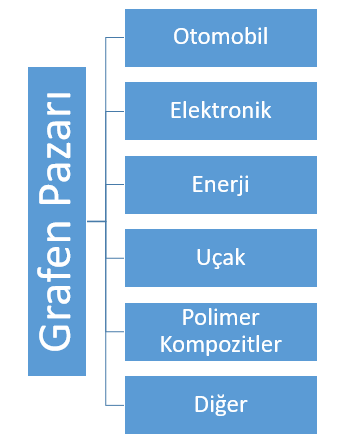 Grafen Pazarı
Otomobil
Elektronik
Enerji
Uçak
Polimer
Kompozitler
Diğer